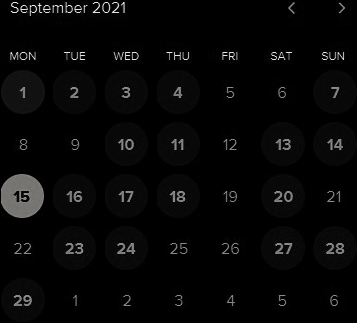 September 2021
MON TUE WED THU FRI SAT SUN
1 2 3 4 5 6 7
8 9 10 11 12 13 14
15 16 17 18 19 20 21
22 23 24 25 26 27 28
29 1 2 3 4 5 6